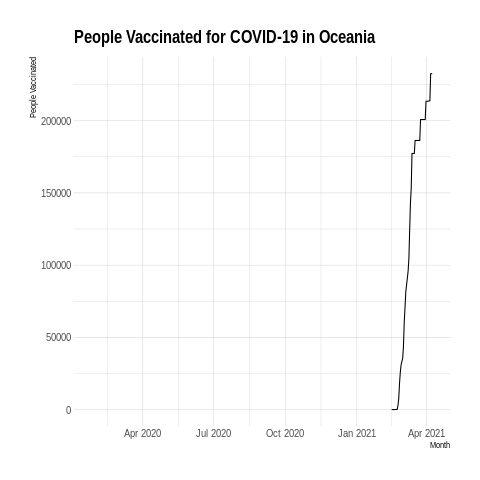 People Vaccinated for COVID-19 in Oceania
People Vaccinated
200000
150000
100000
50000
0
Apr 2020 Jul 2020 Oct 2020 Jan 2021 Apr 2021
Month